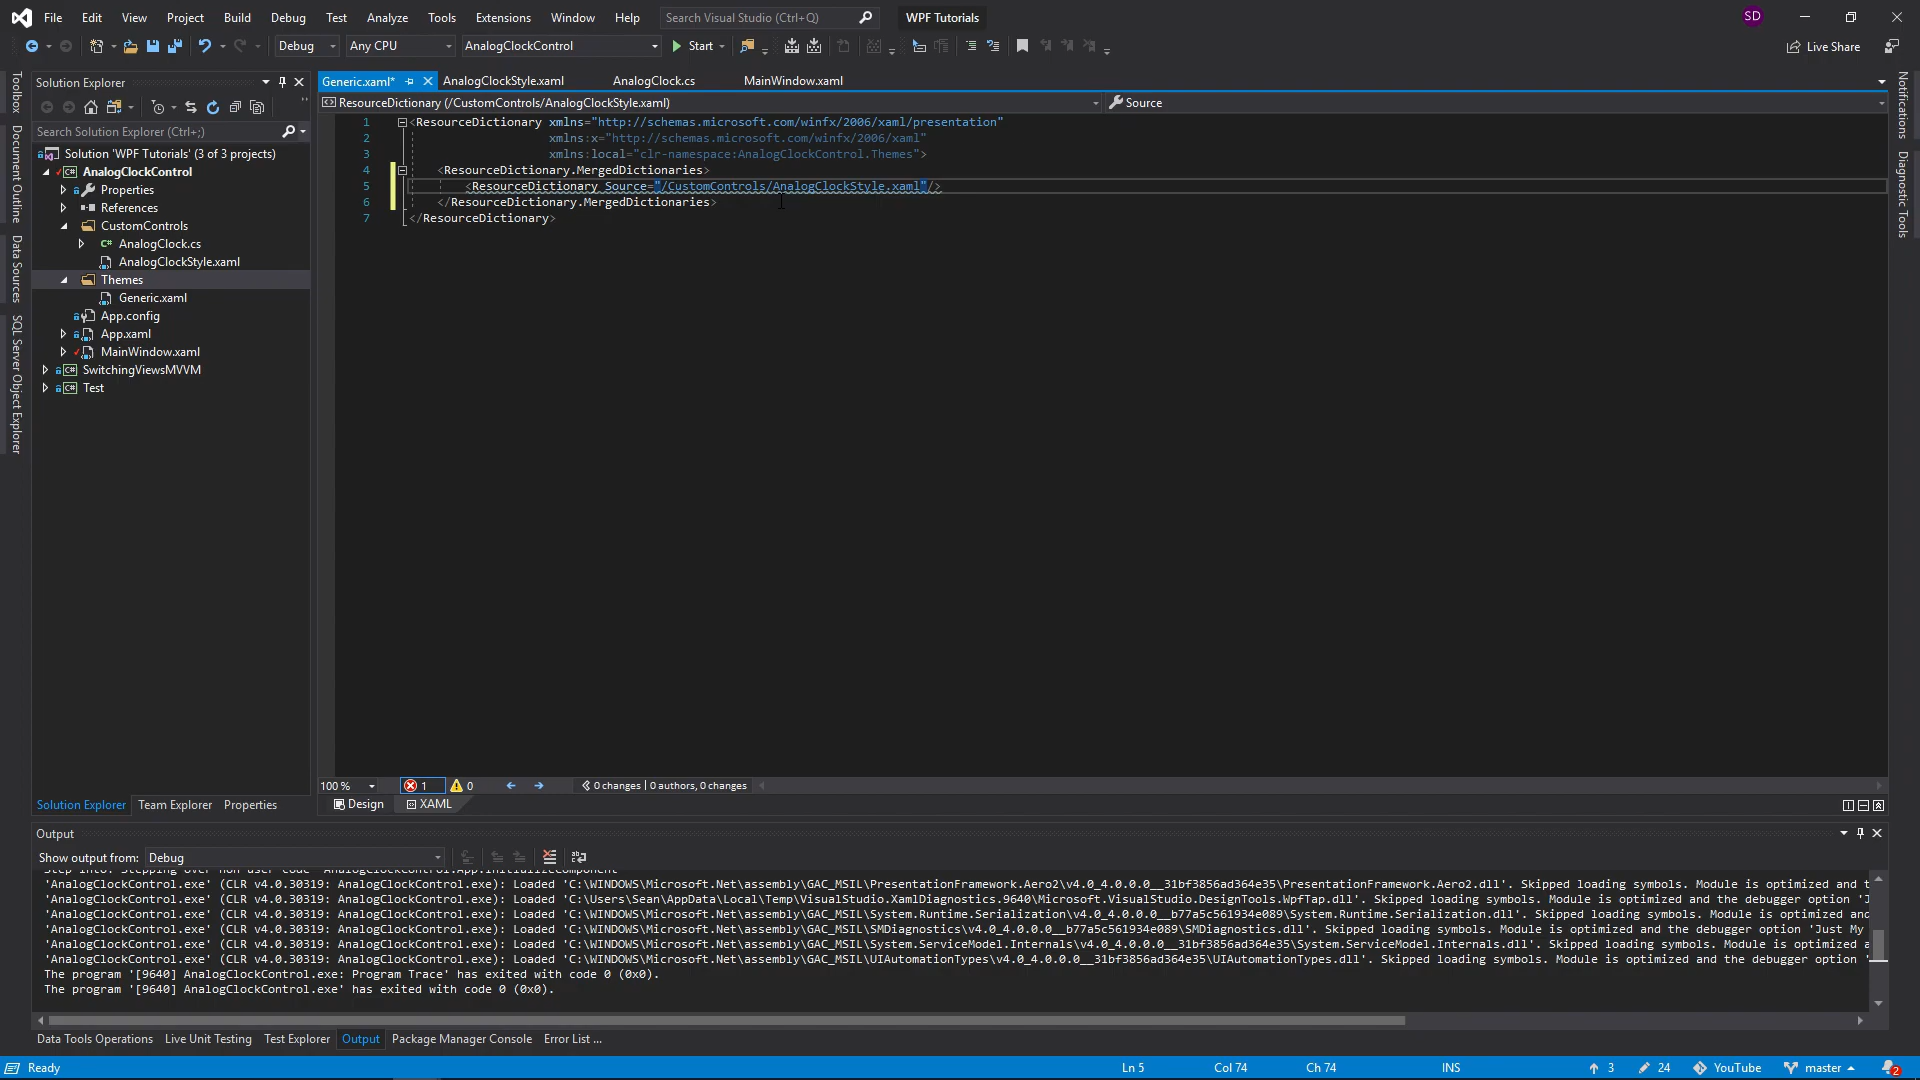 File Edit View Project Build Debug Test Analyze Tools Extensions Window Help Search Visual Studio (Ctrl+Q) WPF Tutorials SD
Debug Any CPU AnalogClockControl Start Live Share
Solution Explorer
Generic.xaml* AnalogClockStyle.xaml AnalogClock.cs MainWindow.xaml
ResourceDictionary (/CustomControls/AnalogClockStyle.xaml) Source
Search Solution Explorer (Ctrl+;)
Solution 'WPF Tutorials' (3 of 3 projects)
AnalogClockControl
Properties
References
CustomControls
AnalogClock.cs
AnalogClockStyle.xaml
Themes
Generic.xaml
App.config
App.xaml
MainWindow.xaml
SwitchingViewsMVVM
Test
Toolbox
Document Outline
Data Sources
SQL Server Object Explorer
1 <ResourceDictionary xmlns="http://schemas.microsoft.com/winfx/2006/xaml/presentation"
2 xmlns:x="http://schemas.microsoft.com/winfx/2006/xaml"
3 xmlns:local="clr-namespace:AnalogClockControl.Themes">
4 <ResourceDictionary.MergedDictionaries>
5 <ResourceDictionary Source="/CustomControls/AnalogClockStyle.xaml"/>
6 </ResourceDictionary.MergedDictionaries>
7 </ResourceDictionary>
Notifications
Diagnostic Tools
100 % 1 0 0 changes | 0 authors, 0 changes
Design XAML
Solution Explorer Team Explorer Properties
Output
Show output from: Debug
Step into: Stepping over non-user code 'AnalogClockControl.App.InitializeComponent'
'AnalogClockControl.exe' (CLR v4.0.30319: AnalogClockControl.exe): Loaded 'C:\WINDOWS\Microsoft.Net\assembly\GAC_MSIL\PresentationFramework.Aero2\v4.0_4.0.0.0__31bf3856ad364e35\PresentationFramework.Aero2.dll'. Skipped loading symbols. Module is optimized and t
'AnalogClockControl.exe' (CLR v4.0.30319: AnalogClockControl.exe): Loaded 'C:\Users\Sean\AppData\Local\Temp\VisualStudio.XamlDiagnostics.9640\Microsoft.VisualStudio.DesignTools.WpfTap.dll'. Skipped loading symbols. Module is optimized and the debugger option 'J
'AnalogClockControl.exe' (CLR v4.0.30319: AnalogClockControl.exe): Loaded 'C:\WINDOWS\Microsoft.Net\assembly\GAC_MSIL\System.Runtime.Serialization\v4.0_4.0.0.0__b77a5c561934e089\System.Runtime.Serialization.dll'. Skipped loading symbols. Module is optimized and
'AnalogClockControl.exe' (CLR v4.0.30319: AnalogClockControl.exe): Loaded 'C:\WINDOWS\Microsoft.Net\assembly\GAC_MSIL\SMDiagnostics\v4.0_4.0.0.0__b77a5c561934e089\SMDiagnostics.dll'. Skipped loading symbols. Module is optimized and the debugger option 'Just My
'AnalogClockControl.exe' (CLR v4.0.30319: AnalogClockControl.exe): Loaded 'C:\WINDOWS\Microsoft.Net\assembly\GAC_MSIL\System.ServiceModel.Internals\v4.0_4.0.0.0__31bf3856ad364e35\System.ServiceModel.Internals.dll'. Skipped loading symbols. Module is optimized a
'AnalogClockControl.exe' (CLR v4.0.30319: AnalogClockControl.exe): Loaded 'C:\WINDOWS\Microsoft.Net\assembly\GAC_MSIL\UIAutomationTypes\v4.0_4.0.0.0__31bf3856ad364e35\UIAutomationTypes.dll'. Skipped loading symbols. Module is optimized and the debugger option '
The program '[9640] AnalogClockControl.exe: Program Trace' has exited with code 0 (0x0).
The program '[9640] AnalogClockControl.exe' has exited with code 0 (0x0).
Data Tools Operations Live Unit Testing Test Explorer Output Package Manager Console Error List ...
Ready Ln 5 Col 74 Ch 74 INS 3 24 YouTube master 2